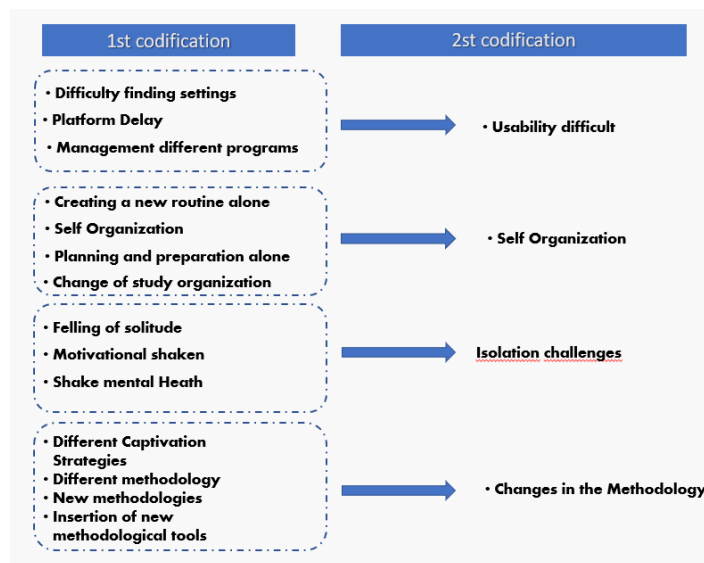 1st codification
2nd codification
• Difficulty finding settings
• Platform Delay
• Management different programs
• Usability difficult
• Creating a new routine alone
• Self Organization
• Planning and preparation alone
• Change of study organization
• Self Organization
• Felling of solitude
• Motivational shaken
• Shake mental Heath
Isolation challenges
• Different Captivation
Strategies
• Different methodology
• New methodologies
• Insertion of new
methodological tools
• Changes in the Methodology